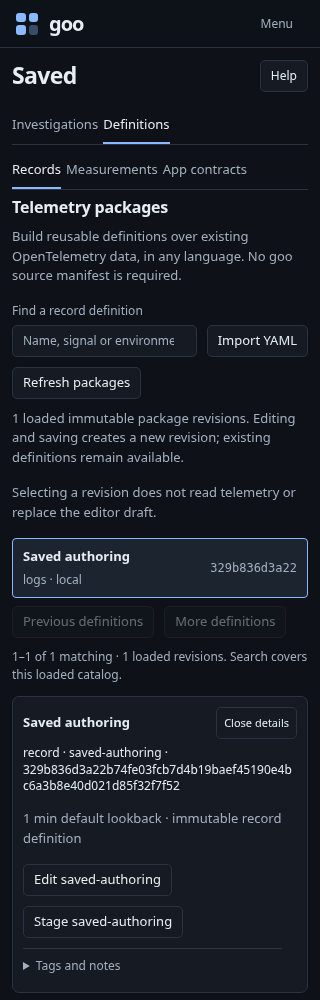 goo
Menu
Saved
Help
Investigations Definitions
Records Measurements App contracts
Telemetry packages
Build reusable definitions over existing
OpenTelemetry data, in any language. No goo
source manifest is required.
Find a record definition
Name, signal or environme
Import YAML
Refresh packages
1 loaded immutable package revisions. Editing
and saving creates a new revision; existing
definitions remain available.
Selecting a revision does not read telemetry or
replace the editor draft.
Saved authoring
logs · local
329b836d3a22
Previous definitions
More definitions
1–1 of 1 matching · 1 loaded revisions. Search covers
this loaded catalog.
Saved authoring
Close details
record · saved-authoring ·
329b836d3a22b74fe03fcb7d4b19baef45190e4b
c6a3b8e40d021d85f32f7f52
1 min default lookback · immutable record
definition
Edit saved-authoring
Stage saved-authoring
Tags and notes